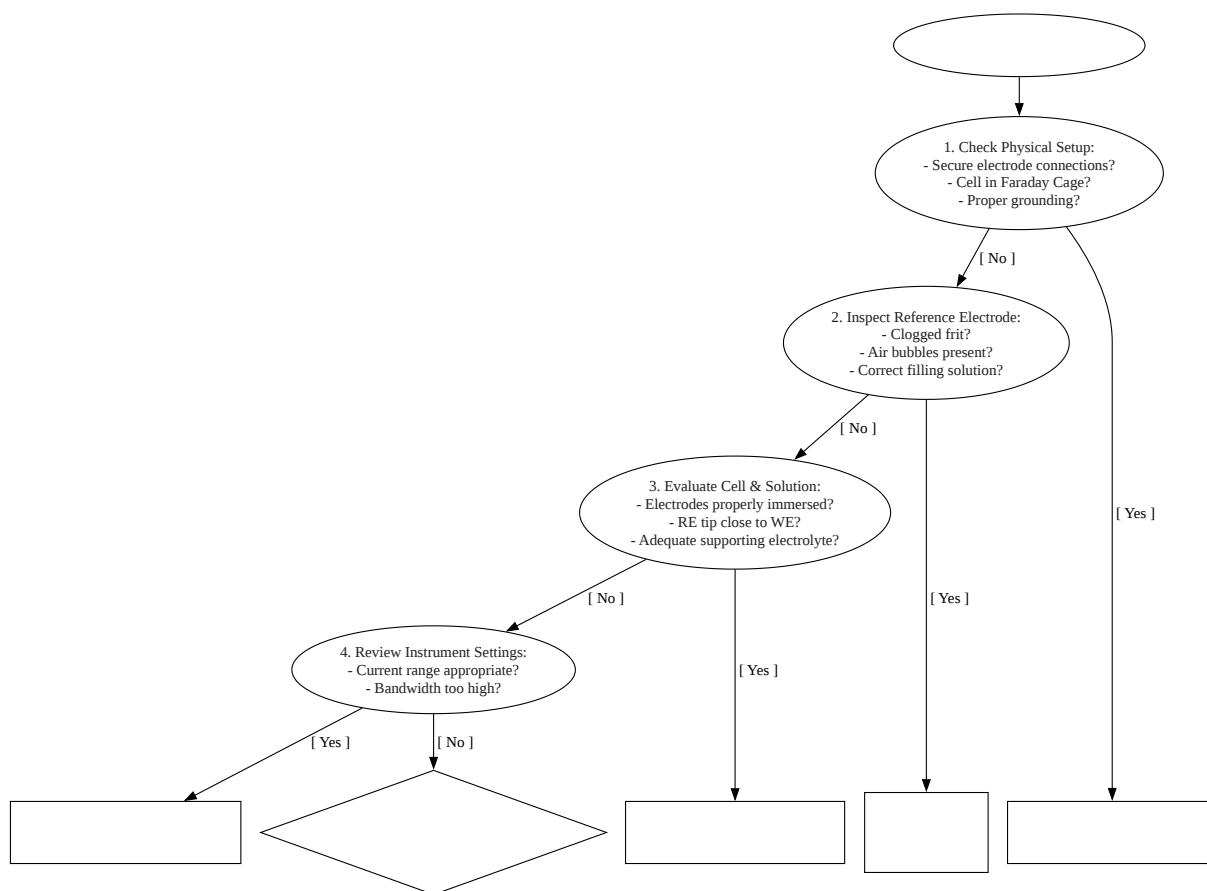 1. Check Physical Setup:
- Secure electrode connections?
- Cell in Faraday Cage?
- Proper grounding?
[ No ]
2. Inspect Reference Electrode:
- Clogged frit?
- Air bubbles present?
- Correct filling solution?
[ No ]
3. Evaluate Cell & Solution:
- Electrodes properly immersed?
- RE tip close to WE?
- Adequate supporting electrolyte?
[ Yes ]
[ No ]
[ Yes ]
4. Review Instrument Settings:
- Current range appropriate?
- Bandwidth too high?
[ Yes ]
[ Yes ]
[ No ]